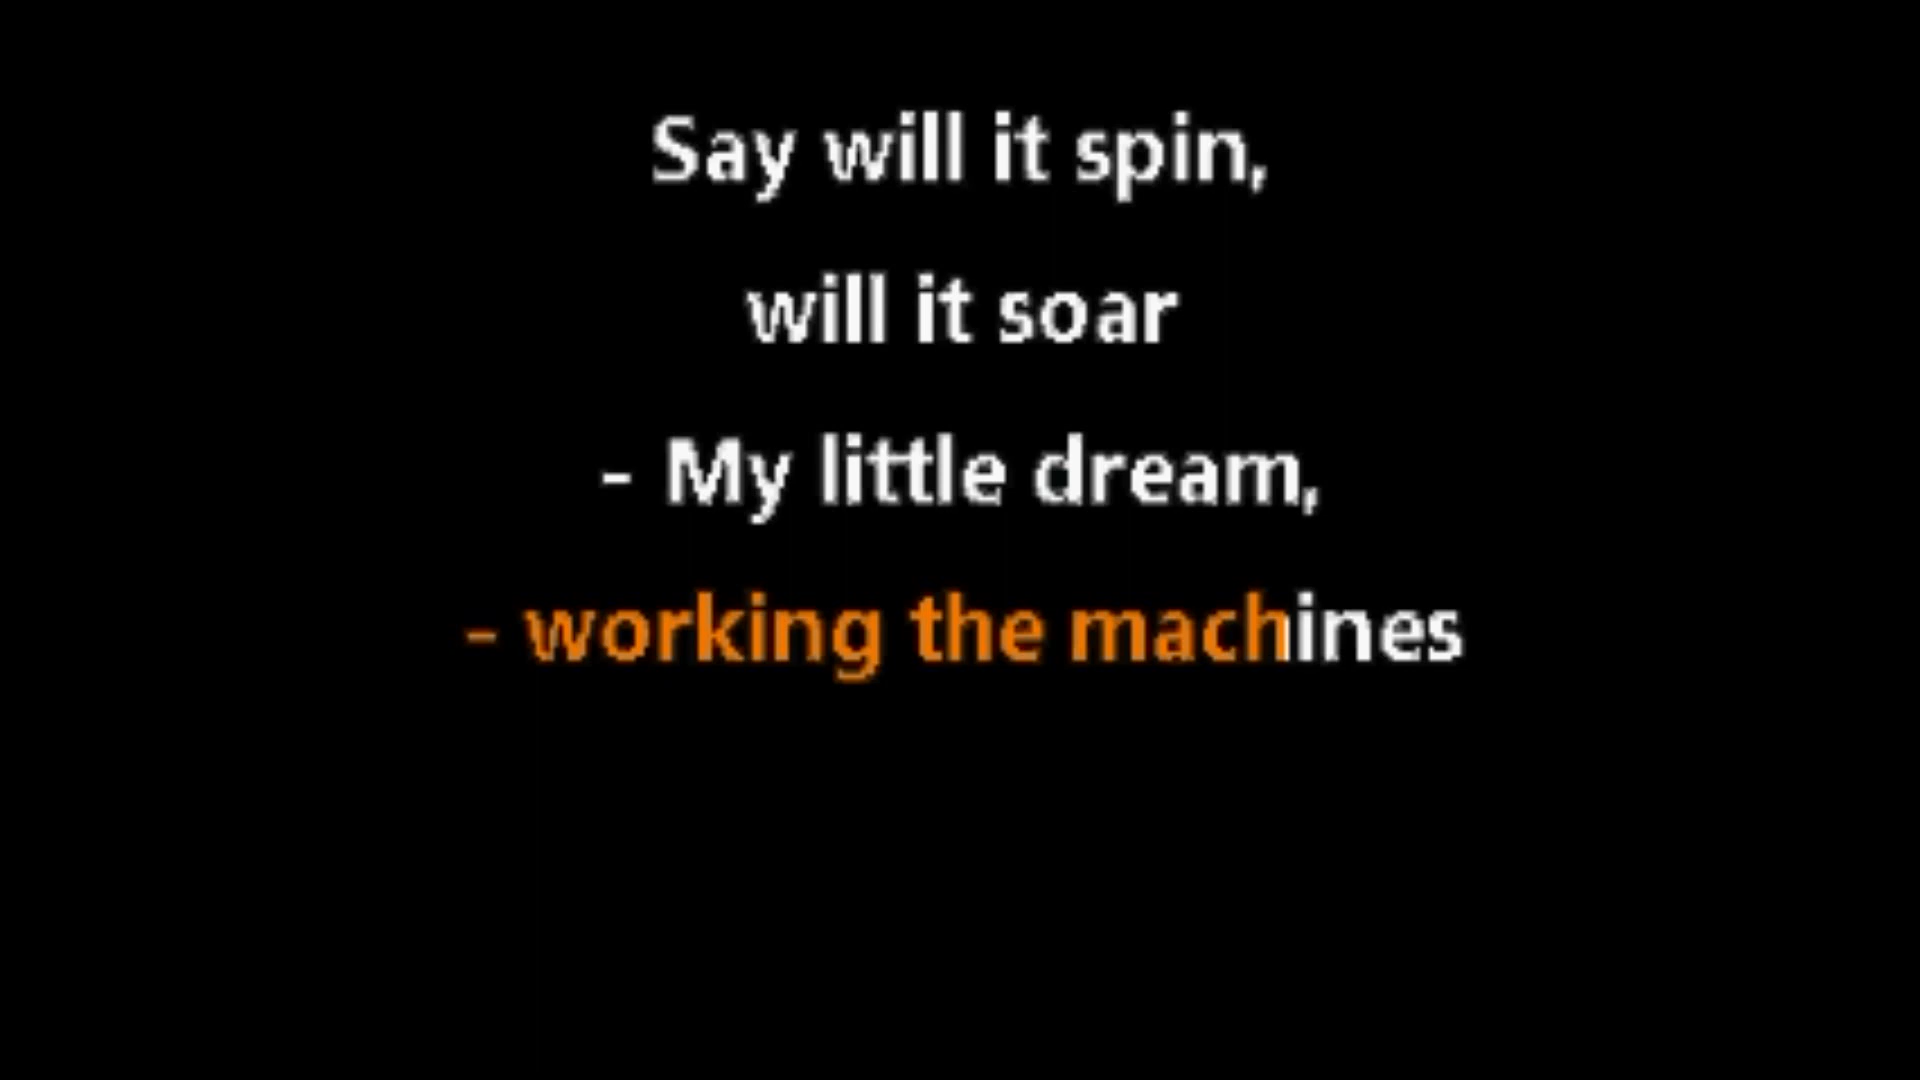 Say will it spin,
will it soar
- My little dream,
- working the machines